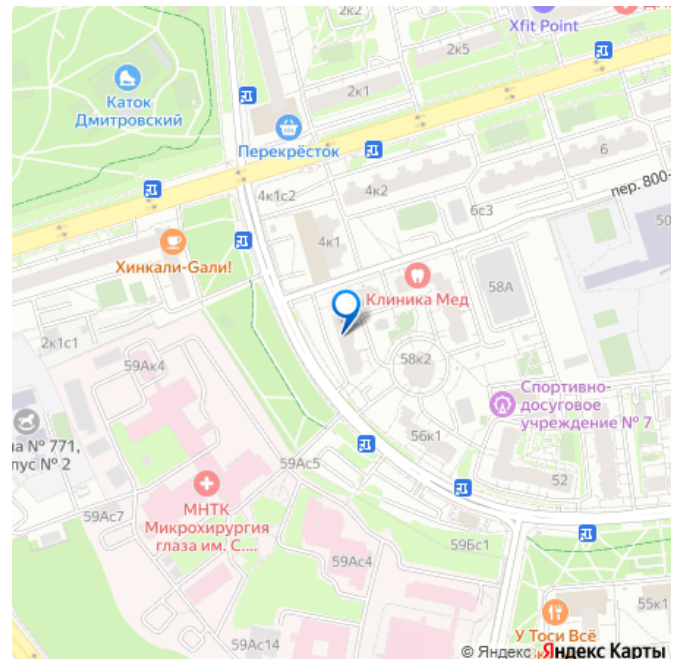 2к2
Xfit Point
2к5
2к1
Каток
Дмитровский
Перекрёсток
4к1с2
4к2
6
6с3
пер. 800-
50
4к1
Хинкали-Gали!
Клиника Мед
58А
2к1с1
59Ак4
58к2
Спортивно-
досуговое
учреждение № 7
56к1
№ 771,
пус № 2
59Ас5
52
МНТК
Микрохирургия
глаза им. С....
59Ас7
59Бс1
59Ас4
55к1
У Тоси Всё
59Ас14
© Яндекс Яндекс Карты